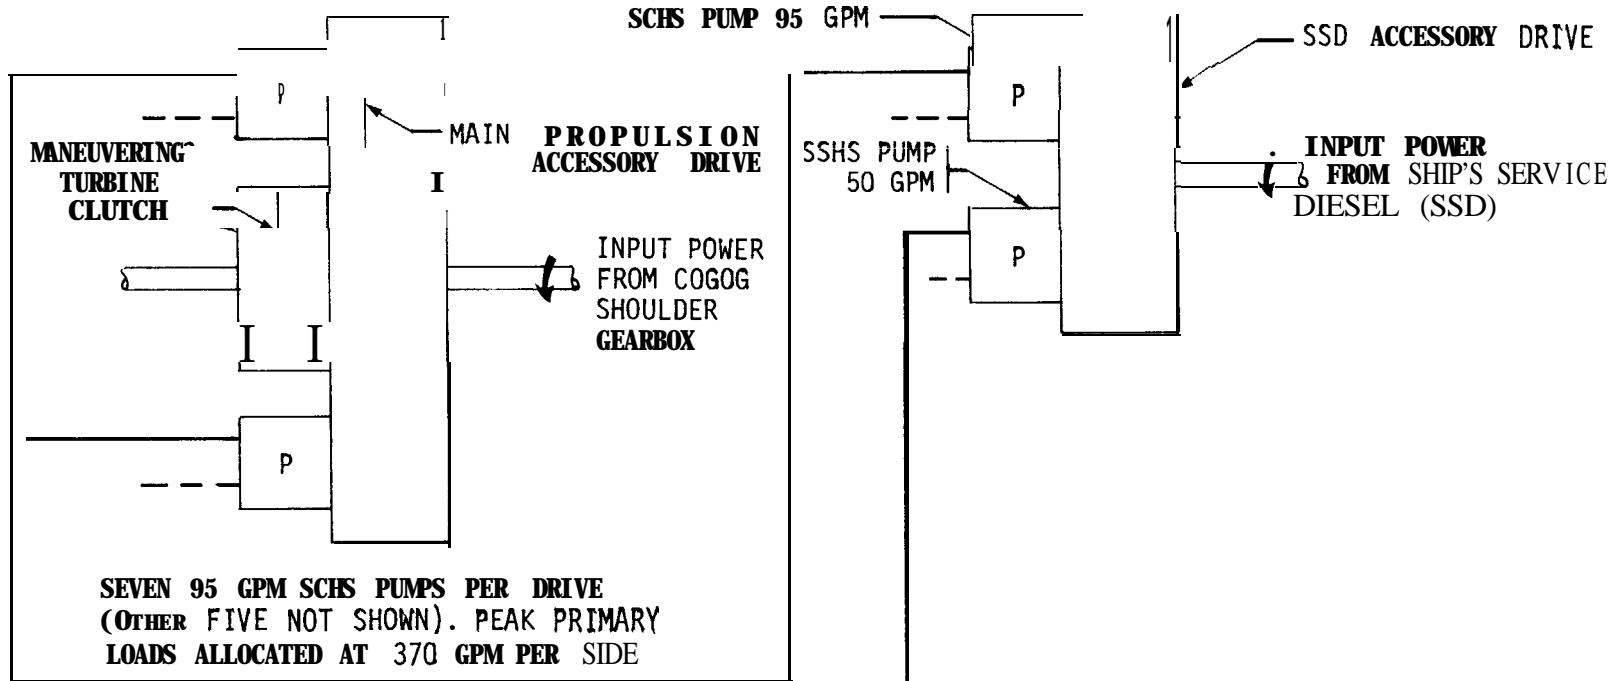 SCHS PUMP 95 GPM
SSD ACCESSORY DRIVE
P
P
MAIN PROPULSION
ACCESSORY DRIVE
MANEUVERING
TURBINE
CLUTCH
SSHS PUMP
50 GPM
INPUT POWER
FROM SHIP'S SERVICE
DIESEL (SSD)
INPUT POWER
FROM COGOG
SHOULDER
GEARBOX
P
P
SEVEN 95 GPM SCHS PUMPS PER DRIVE
(OTHER FIVE NOT SHOWN). PEAK PRIMARY
LOADS ALLOCATED AT 370 GPM PER SIDE